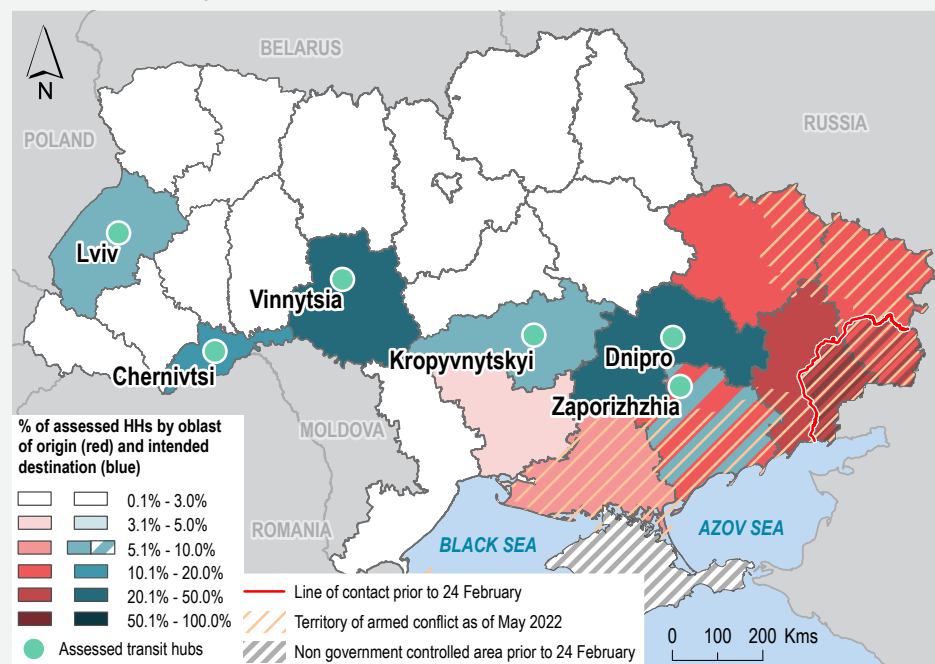 N
BELARUS
POLAND
RUSSIA
Lviv
Vinnytsia
Chernivtsi
Kropyvnytskyi
Dnipro
Zaporizhzhia
MOLDOVA
ROMANIA
BLACK SEA
AZOV SEA
% of assessed HHs by oblast
of origin (red) and intended
destination (blue)
0.1% - 3.0%
3.1% - 5.0%
5.1% - 10.0%
10.1% - 20.0%
20.1% - 50.0%
50.1% - 100.0%
Assessed transit hubs
Line of contact prior to 24 February
Territory of armed conflict as of May 2022
Non government controlled area prior to 24 February
0 100 200 Kms